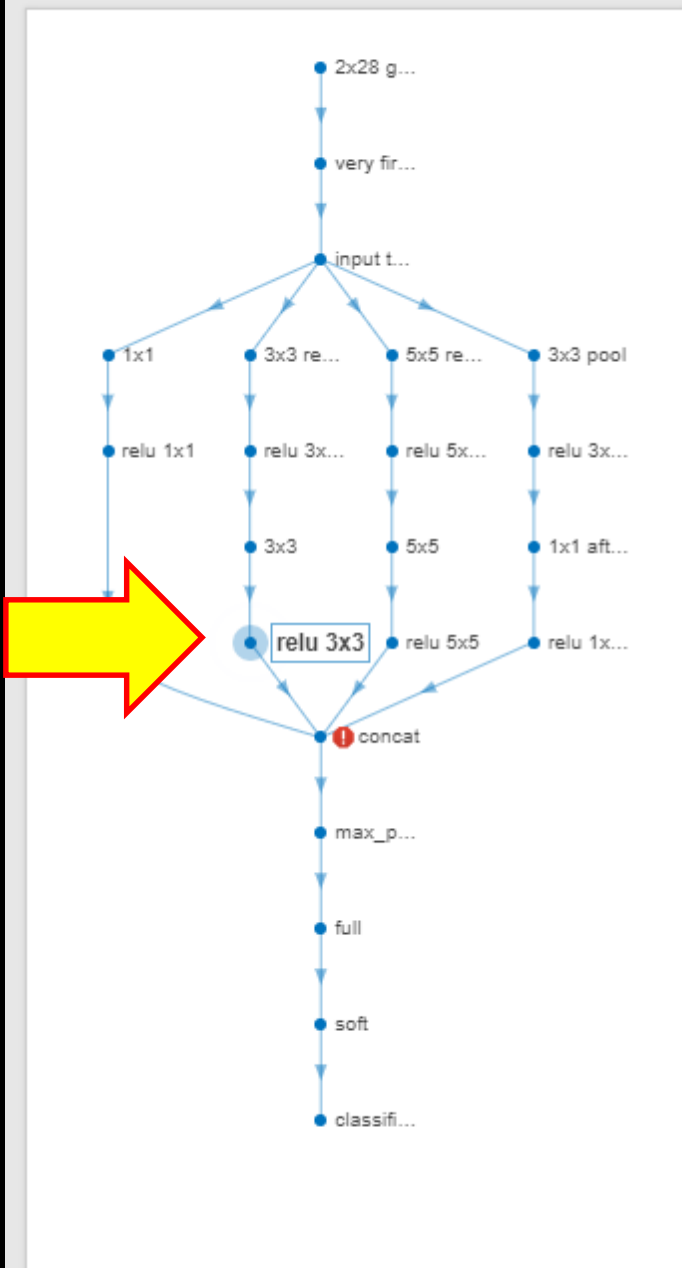 2x28 g...
very fir...
input t...
1x1
3x3 re...
5x5 re...
3x3 pool
relu 1x1
relu 3x...
relu 5x...
relu 3x...
3x3
5x5
1x1 aft...
relu 3x3
relu 5x5
relu 1x...
concat
max_p...
full
soft
classifi...